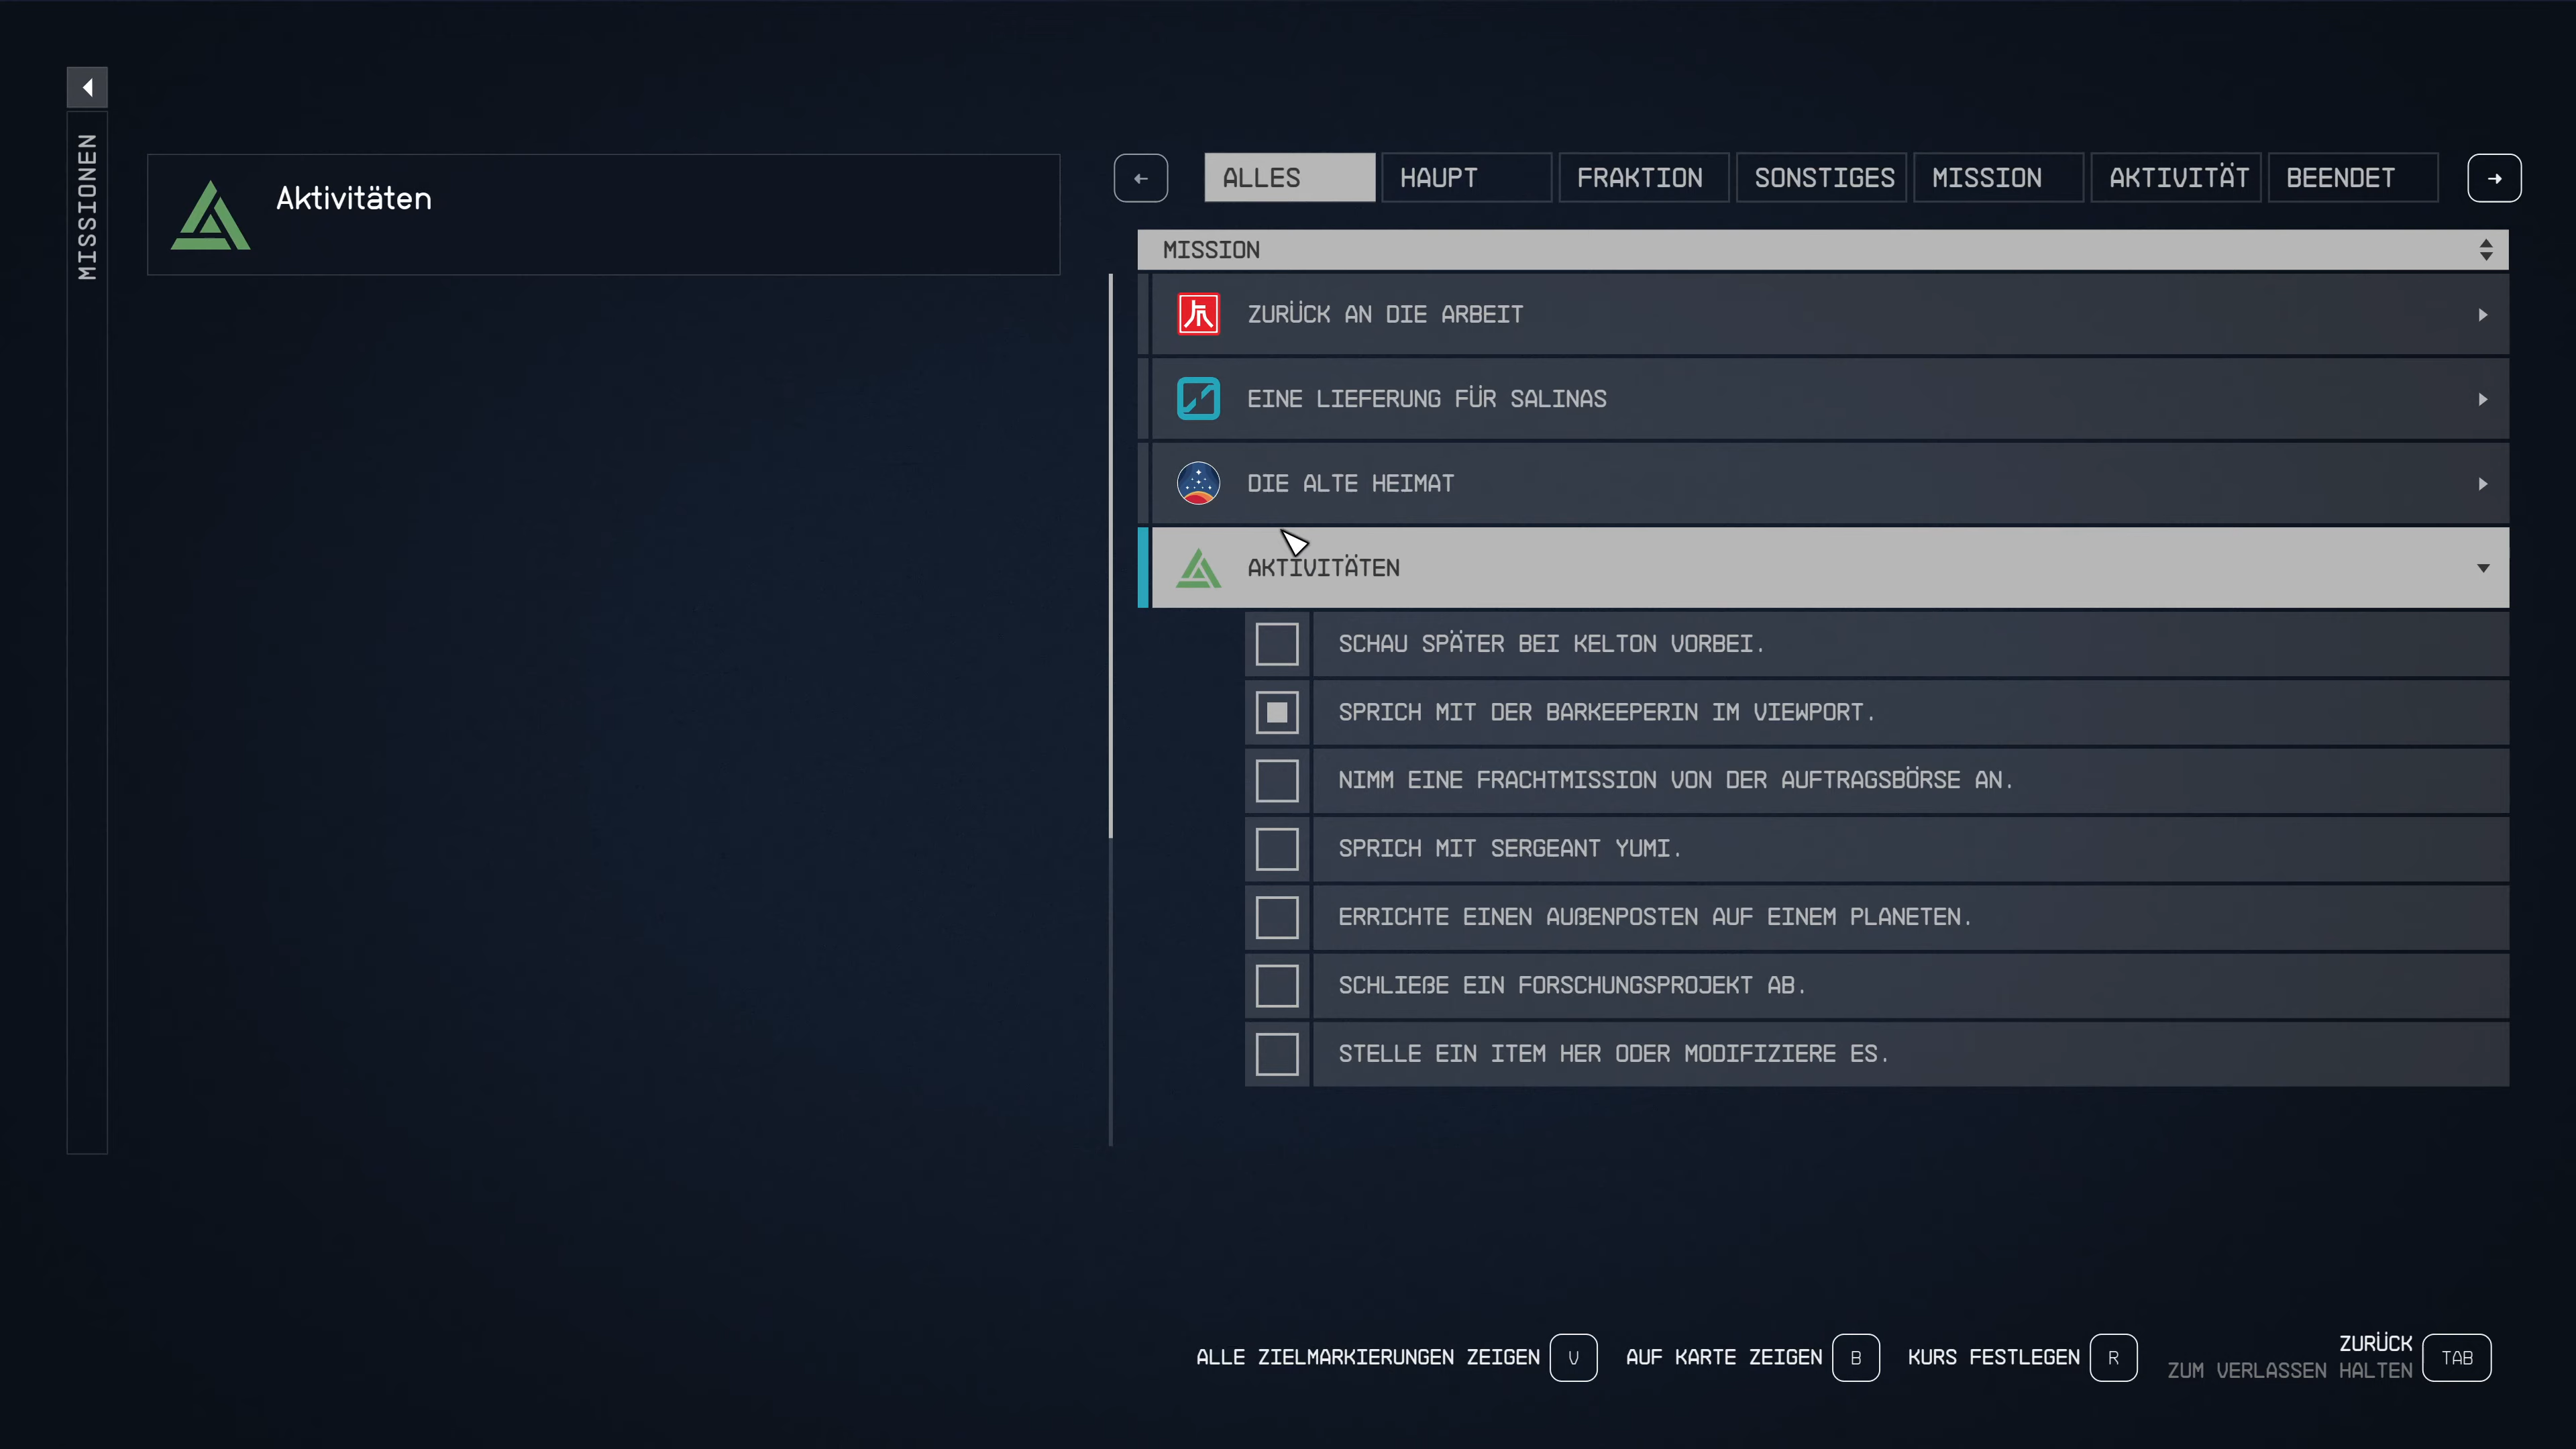 MISSIONEN
Aktivitäten
ALLES HAUPT FRAKTION SONSTIGES MISSION AKTIVITÄT BEENDET
MISSION
ZURÜCK AN DIE ARBEIT
EINE LIEFERUNG FÜR SALINAS
DIE ALTE HEIMAT
AKTIVITÄTEN
SCHAU SPÄTER BEI KELTON VORBEI.
SPRICH MIT DER BARKEEPERIN IM VIEWPORT.
NIMM EINE FRACHTMISSION VON DER AUFTRAGSBÖRSE AN.
SPRICH MIT SERGEANT YUMI.
ERRICHTE EINEN AUßENPOSTEN AUF EINEM PLANETEN.
SCHLIEßE EIN FORSCHUNGSPROJEKT AB.
STELLE EIN ITEM HER ODER MODIFIZIERE ES.
ALLE ZIELMARKIERUNGEN ZEIGEN V AUF KARTE ZEIGEN B KURS FESTLEGEN R ZURÜCK TAB
ZUM VERLASSEN HALTEN